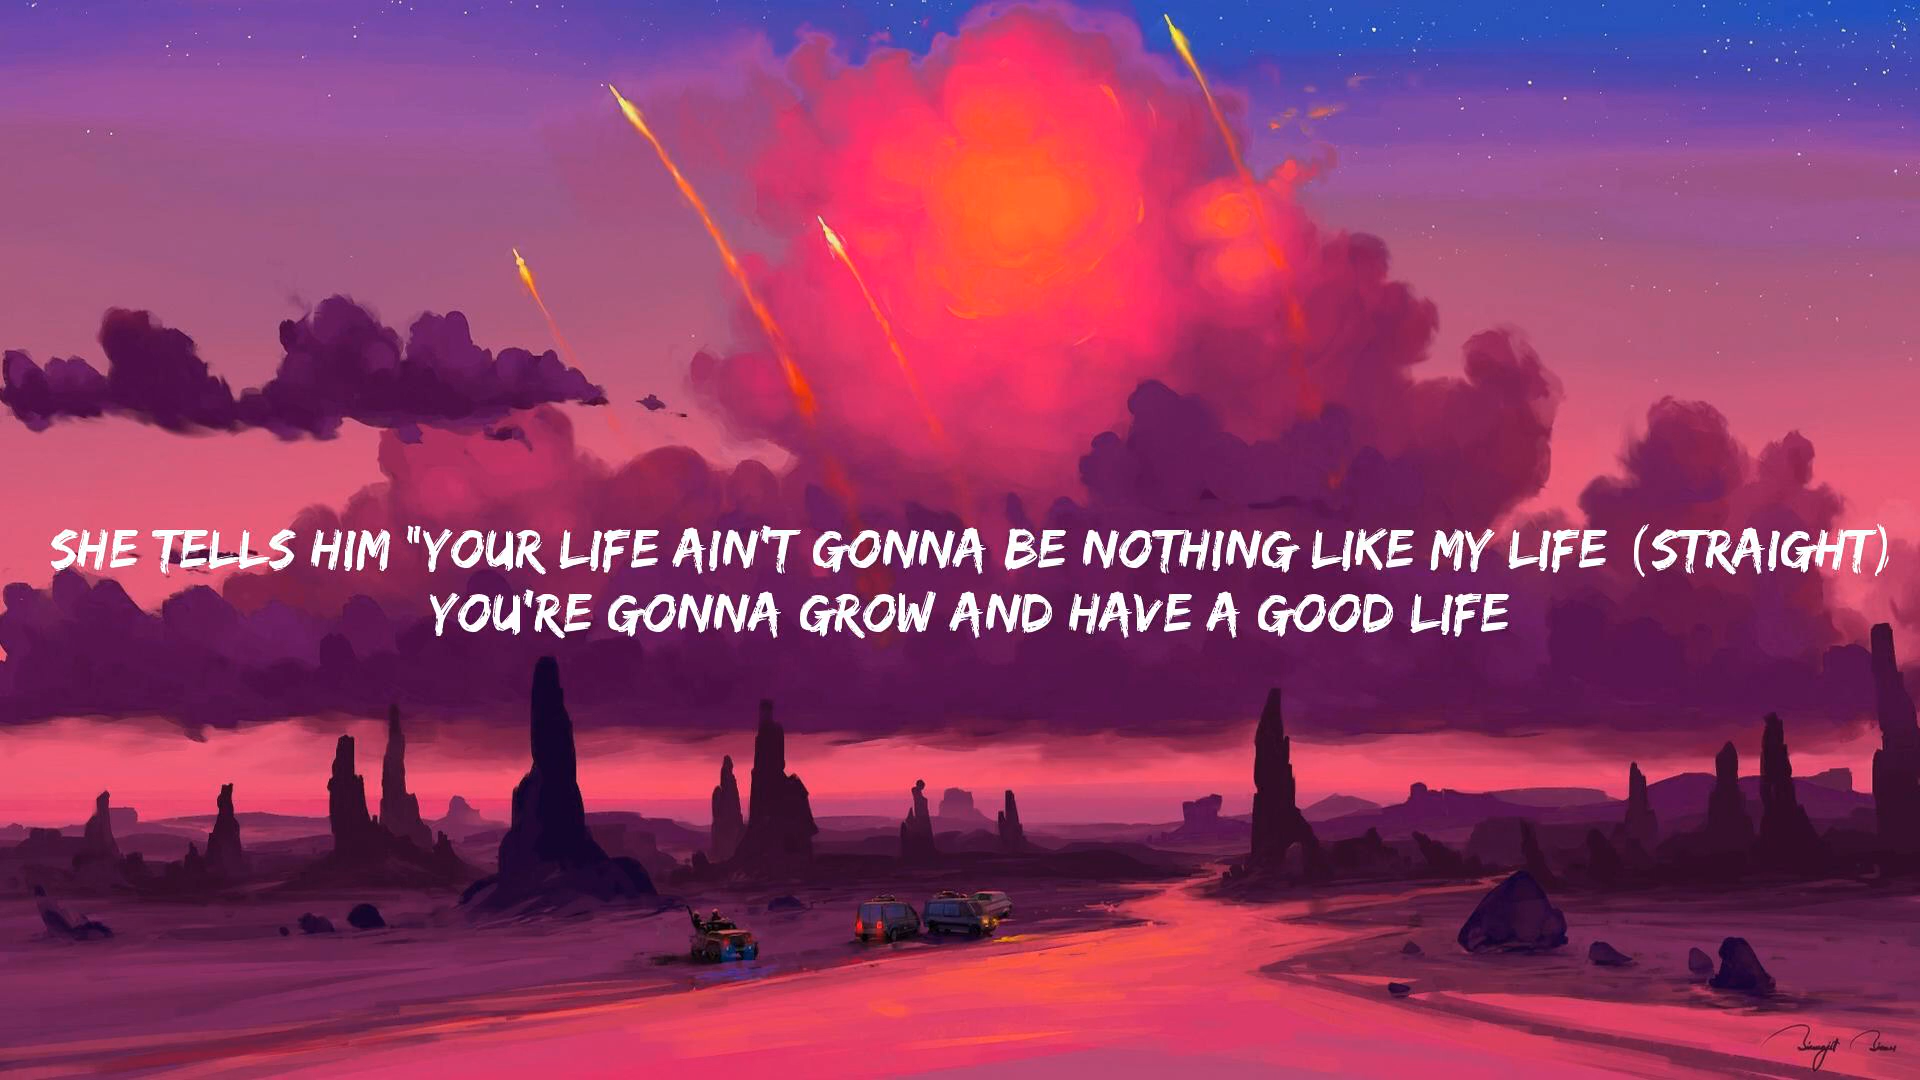 SHE TELLS HIM "YOUR LIFE AIN'T GONNA BE NOTHING LIKE MY LIFE (STRAIGHT)
YOU'RE GONNA GROW AND HAVE A GOOD LIFE